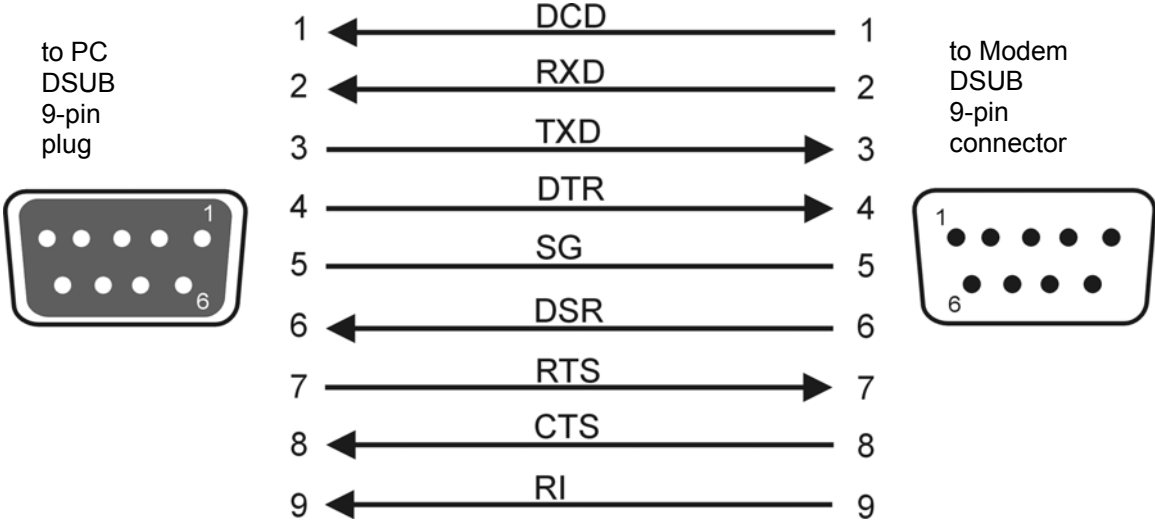 to PC
DSUB
9-pin
plug
1
6
1 DCD 1
2 RXD 2
3 TXD 3
4 DTR 4
5 SG 5
6 DSR 6
7 RTS 7
8 CTS 8
9 RI 9
to Modem
DSUB
9-pin
connector
1
6